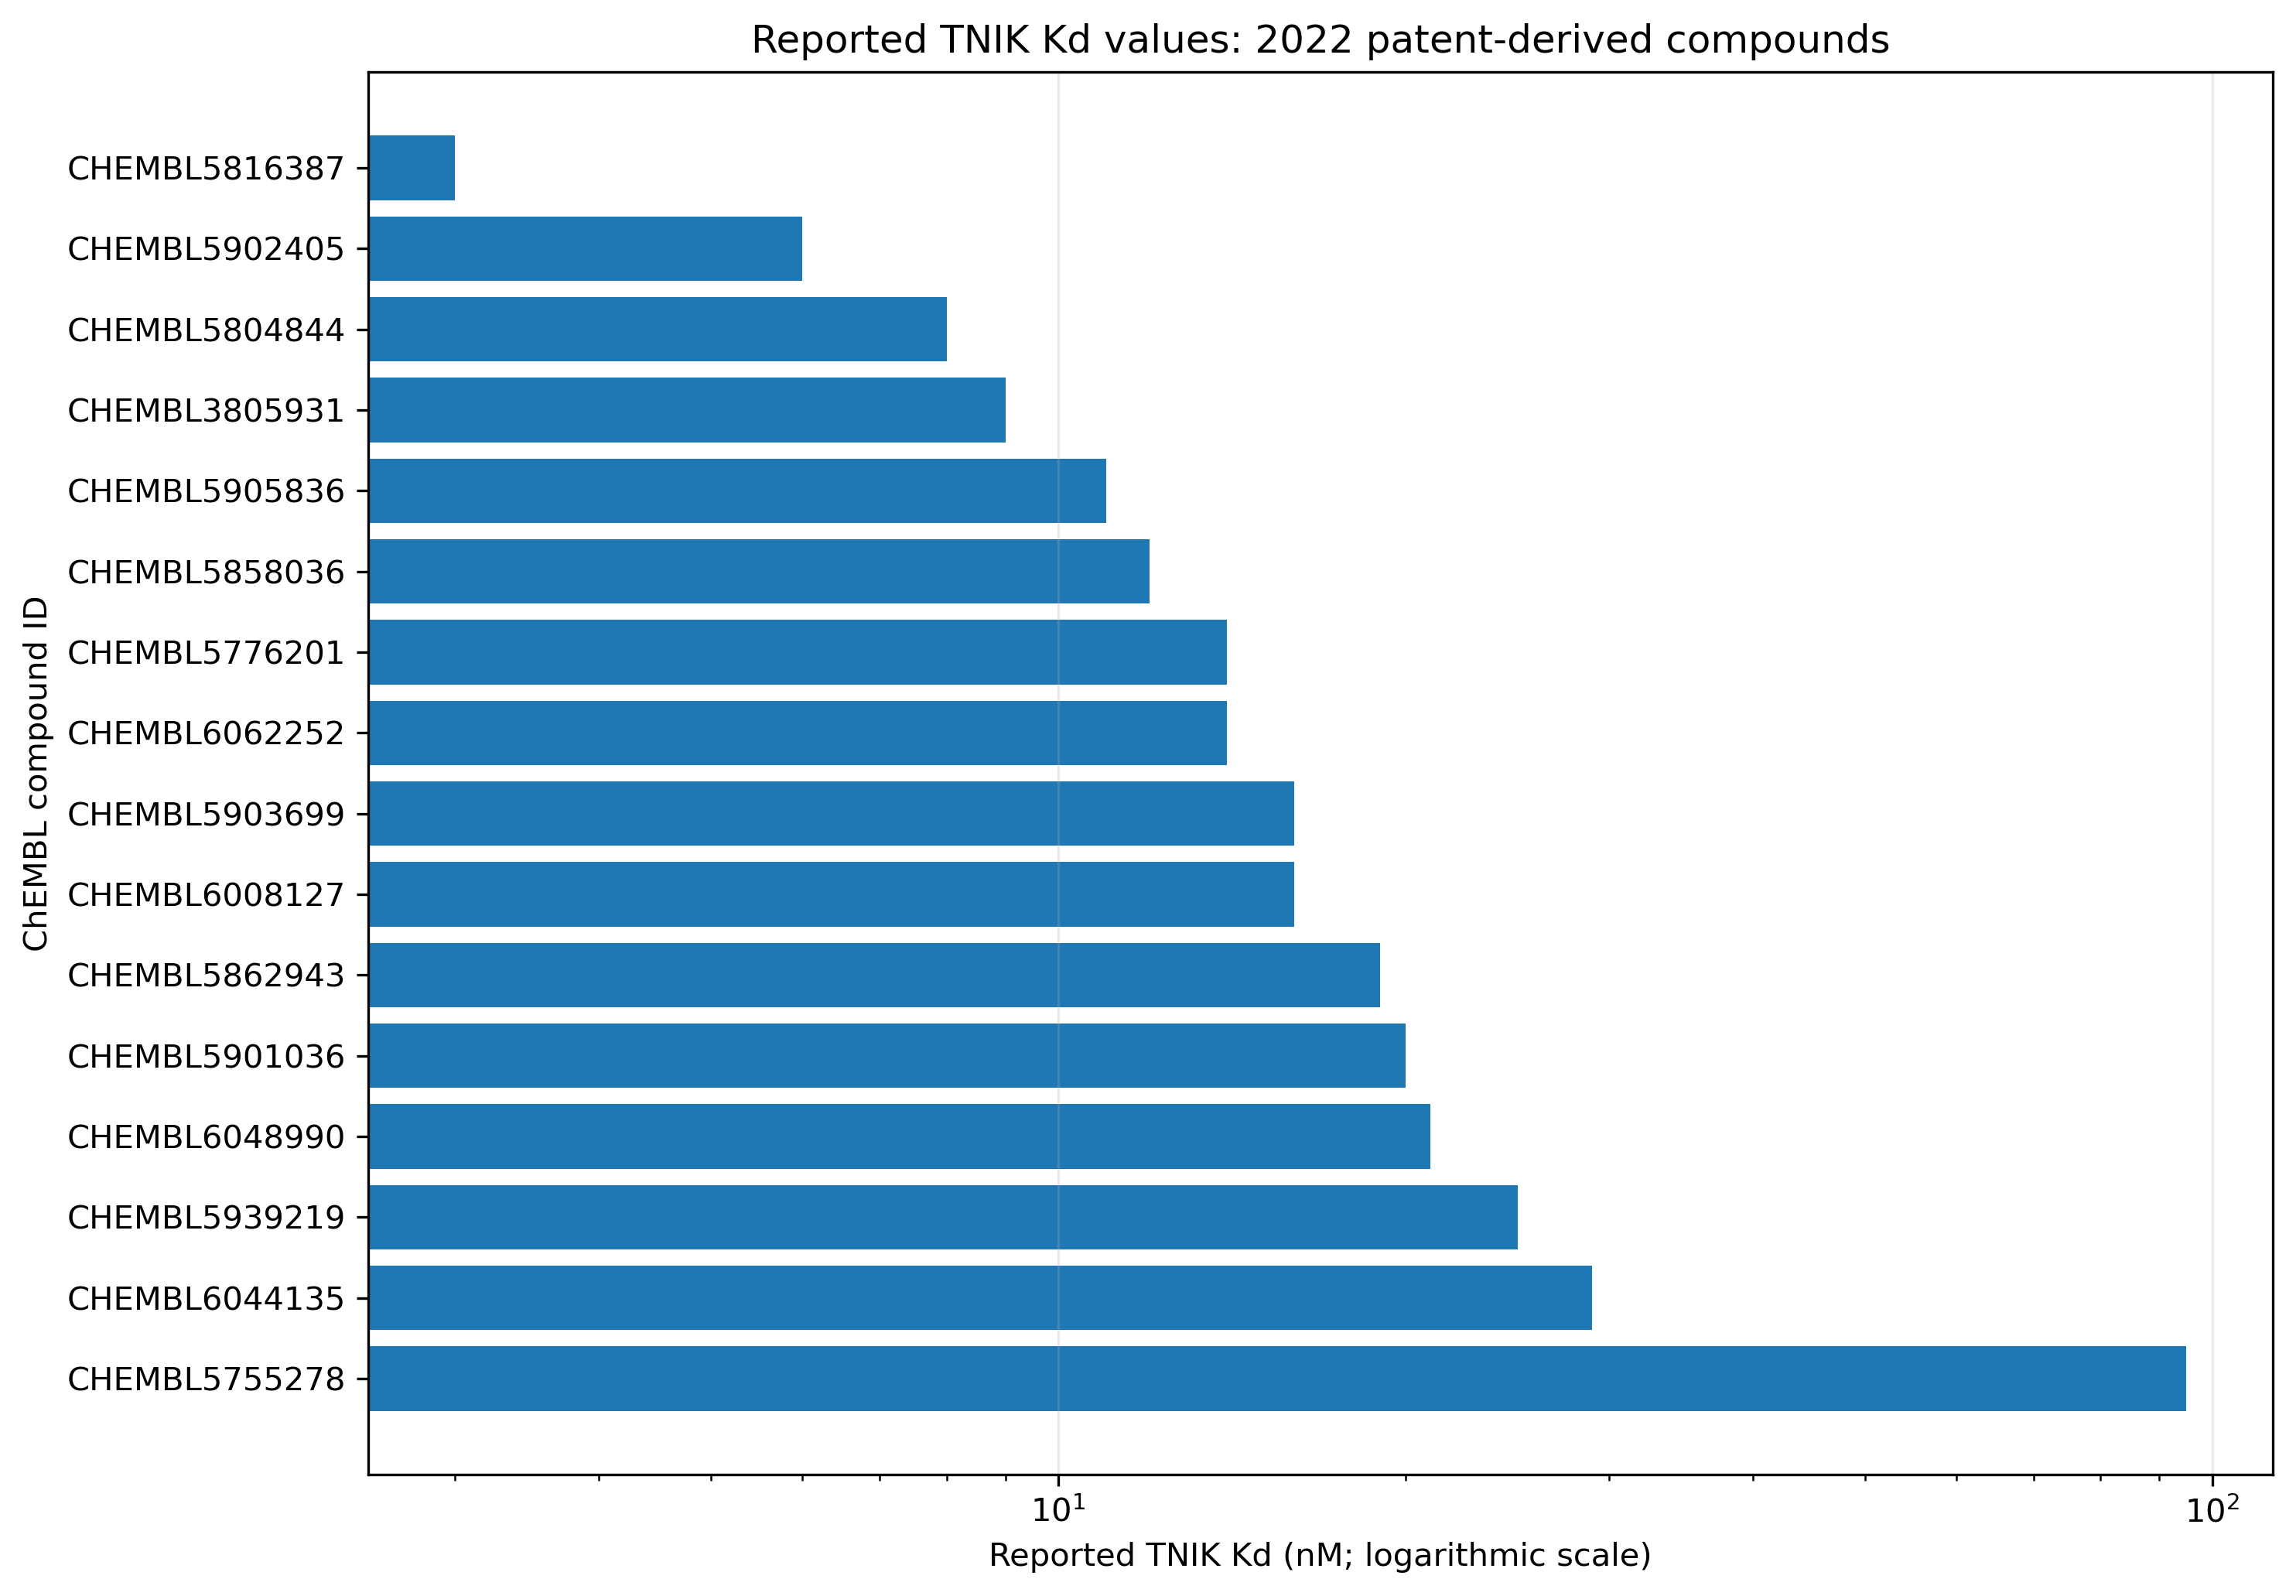 Reported TNIK Kd values: 2022 patent-derived compounds
ChEMBL compound ID
CHEMBL5816387
CHEMBL5902405
CHEMBL5804844
CHEMBL3805931
CHEMBL5905836
CHEMBL5858036
CHEMBL5776201
CHEMBL6062252
CHEMBL5903699
CHEMBL6008127
CHEMBL5862943
CHEMBL5901036
CHEMBL6048990
CHEMBL5939219
CHEMBL6044135
CHEMBL5755278
10¹ 10²
Reported TNIK Kd (nM; logarithmic scale)